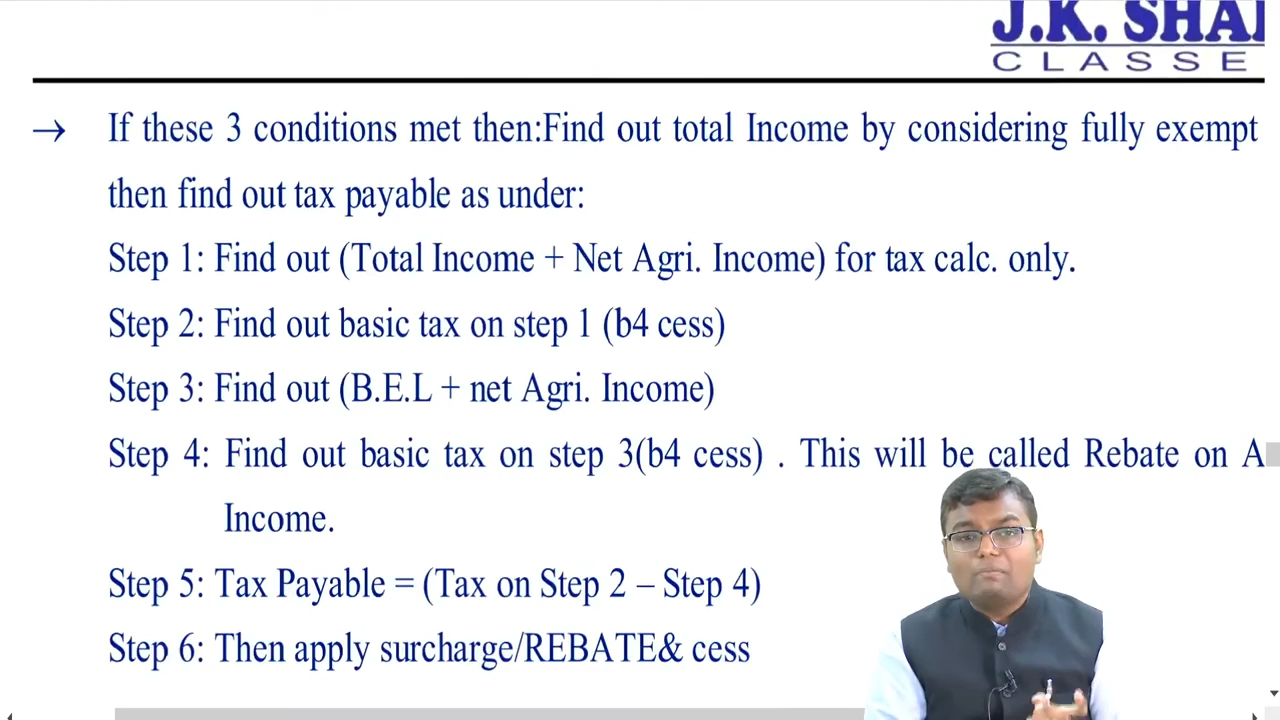 J.K. SHAH
CLASSE
→ If these 3 conditions met then:Find out total Income by considering fully exempt
then find out tax payable as under:
Step 1: Find out (Total Income + Net Agri. Income) for tax calc. only.
Step 2: Find out basic tax on step 1 (b4 cess)
Step 3: Find out (B.E.L + net Agri. Income)
Step 4: Find out basic tax on step 3(b4 cess) . This will be called Rebate on A
Income.
Step 5: Tax Payable = (Tax on Step 2 – Step 4)
Step 6: Then apply surcharge/REBATE& cess